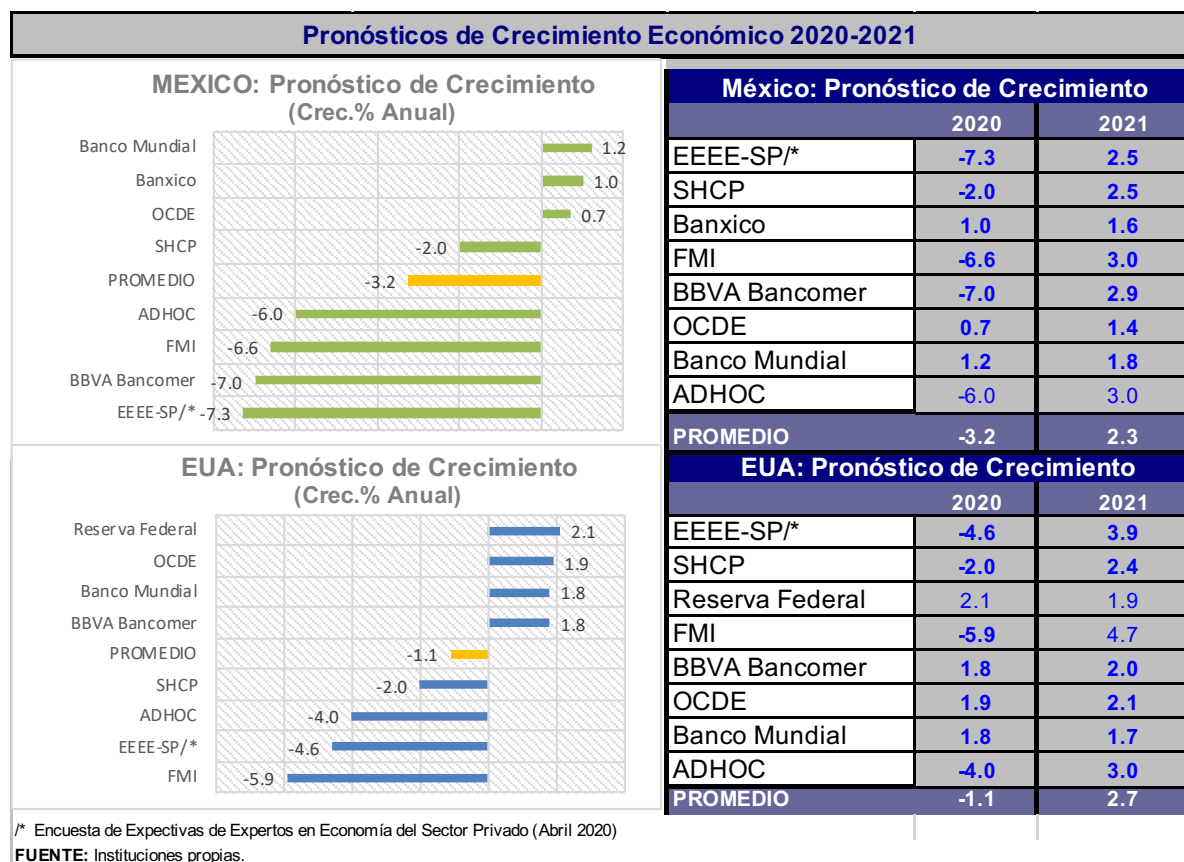 Pronósticos de Crecimiento Económico 2020-2021
MEXICO: Pronóstico de Crecimiento
(Crec.% Anual)
Banco Mundial 1.2
Banxico 1.0
OCDE 0.7
SHCP -2.0
PROMEDIO -3.2
ADHOC -6.0
FMI -6.6
BBVA Bancomer -7.0
EEEE-SP/* -7.3
México: Pronóstico de Crecimiento
2020 2021
EEEE-SP/* -7.3 2.5
SHCP -2.0 2.5
Banxico 1.0 1.6
FMI -6.6 3.0
BBVA Bancomer -7.0 2.9
OCDE 0.7 1.4
Banco Mundial 1.2 1.8
ADHOC -6.0 3.0
PROMEDIO -3.2 2.3
EUA: Pronóstico de Crecimiento
(Crec.% Anual)
Reserva Federal 2.1
OCDE 1.9
Banco Mundial 1.8
BBVA Bancomer 1.8
PROMEDIO -1.1
SHCP -2.0
ADHOC -4.0
EEEE-SP/* -4.6
FMI -5.9
EUA: Pronóstico de Crecimiento
2020 2021
EEEE-SP/* -4.6 3.9
SHCP -2.0 2.4
Reserva Federal 2.1 1.9
FMI -5.9 4.7
BBVA Bancomer 1.8 2.0
OCDE 1.9 2.1
Banco Mundial 1.8 1.7
ADHOC -4.0 3.0
PROMEDIO -1.1 2.7
/* Encuesta de Expectivas de Expertos en Economía del Sector Privado (Abril 2020)
FUENTE: Instituciones propias.